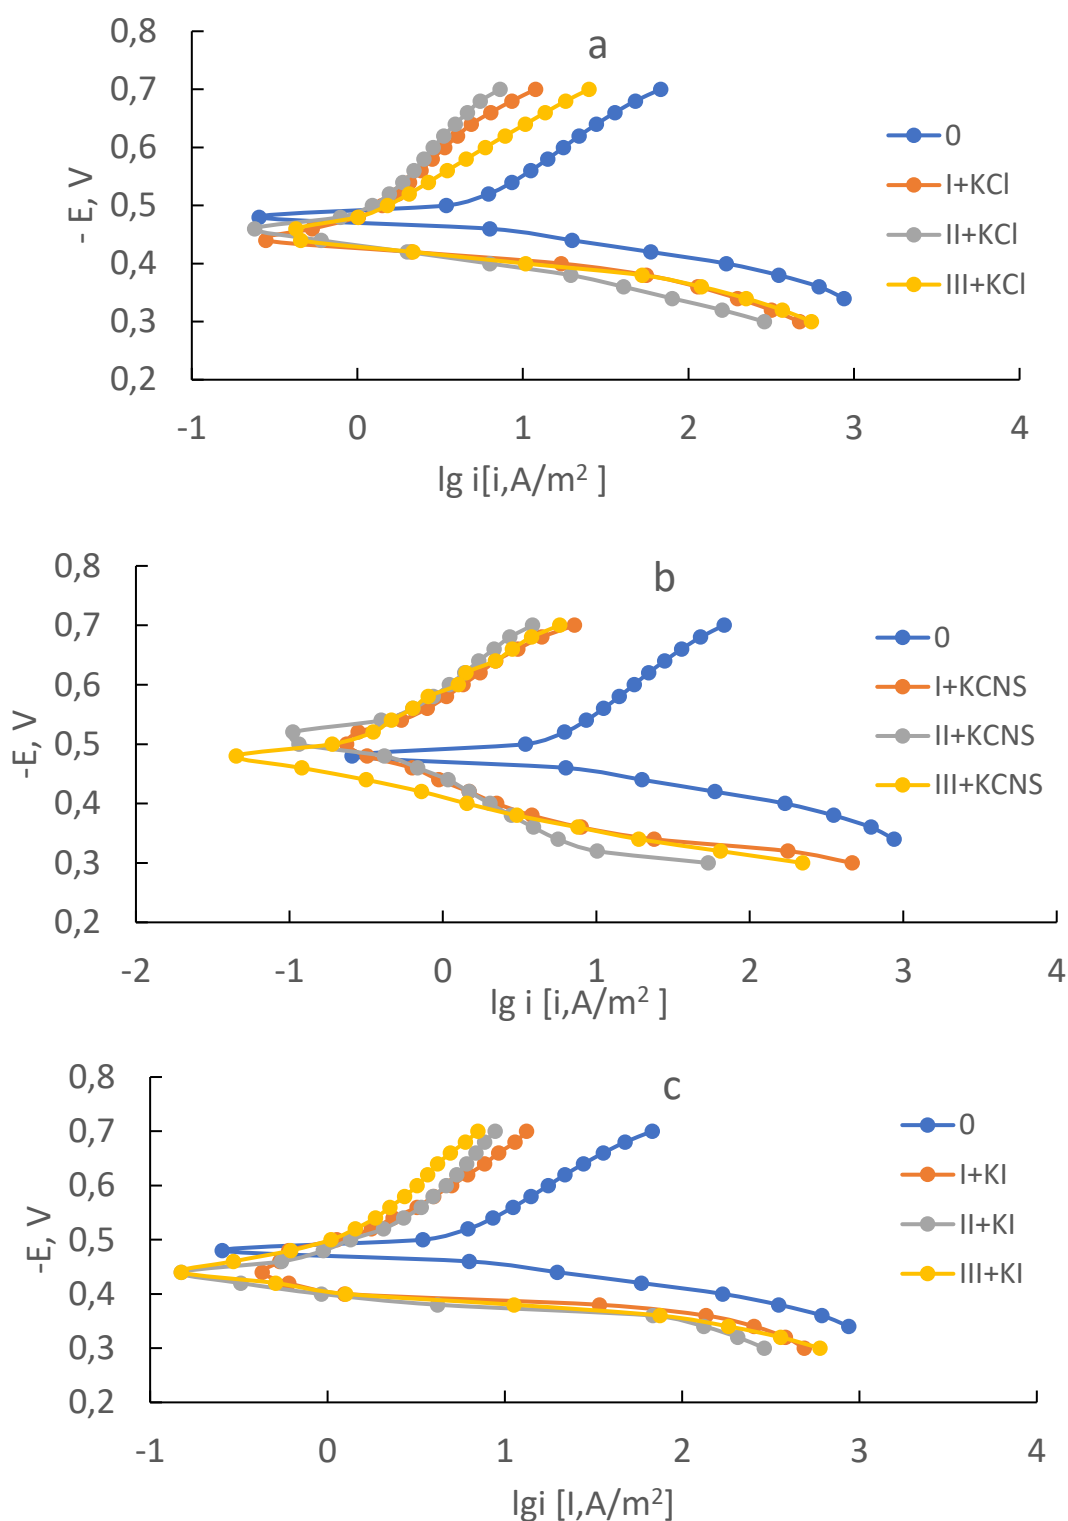 a
0,8
0,7
0,6
0,5
0,4
0,3
0,2
- E, V
-1 0 1 2 3 4
lg i[i,A/m² ]
0
I+KCl
II+KCl
III+KCl
b
0,8
0,7
0,6
0,5
0,4
0,3
0,2
-E, V
-2 -1 0 1 2 3 4
lg i [i,A/m² ]
0
I+KCNS
II+KCNS
III+KCNS
c
0,8
0,7
0,6
0,5
0,4
0,3
0,2
-E, V
-1 0 1 2 3 4
lgi [I,A/m²]
0
I+KI
II+KI
III+KI